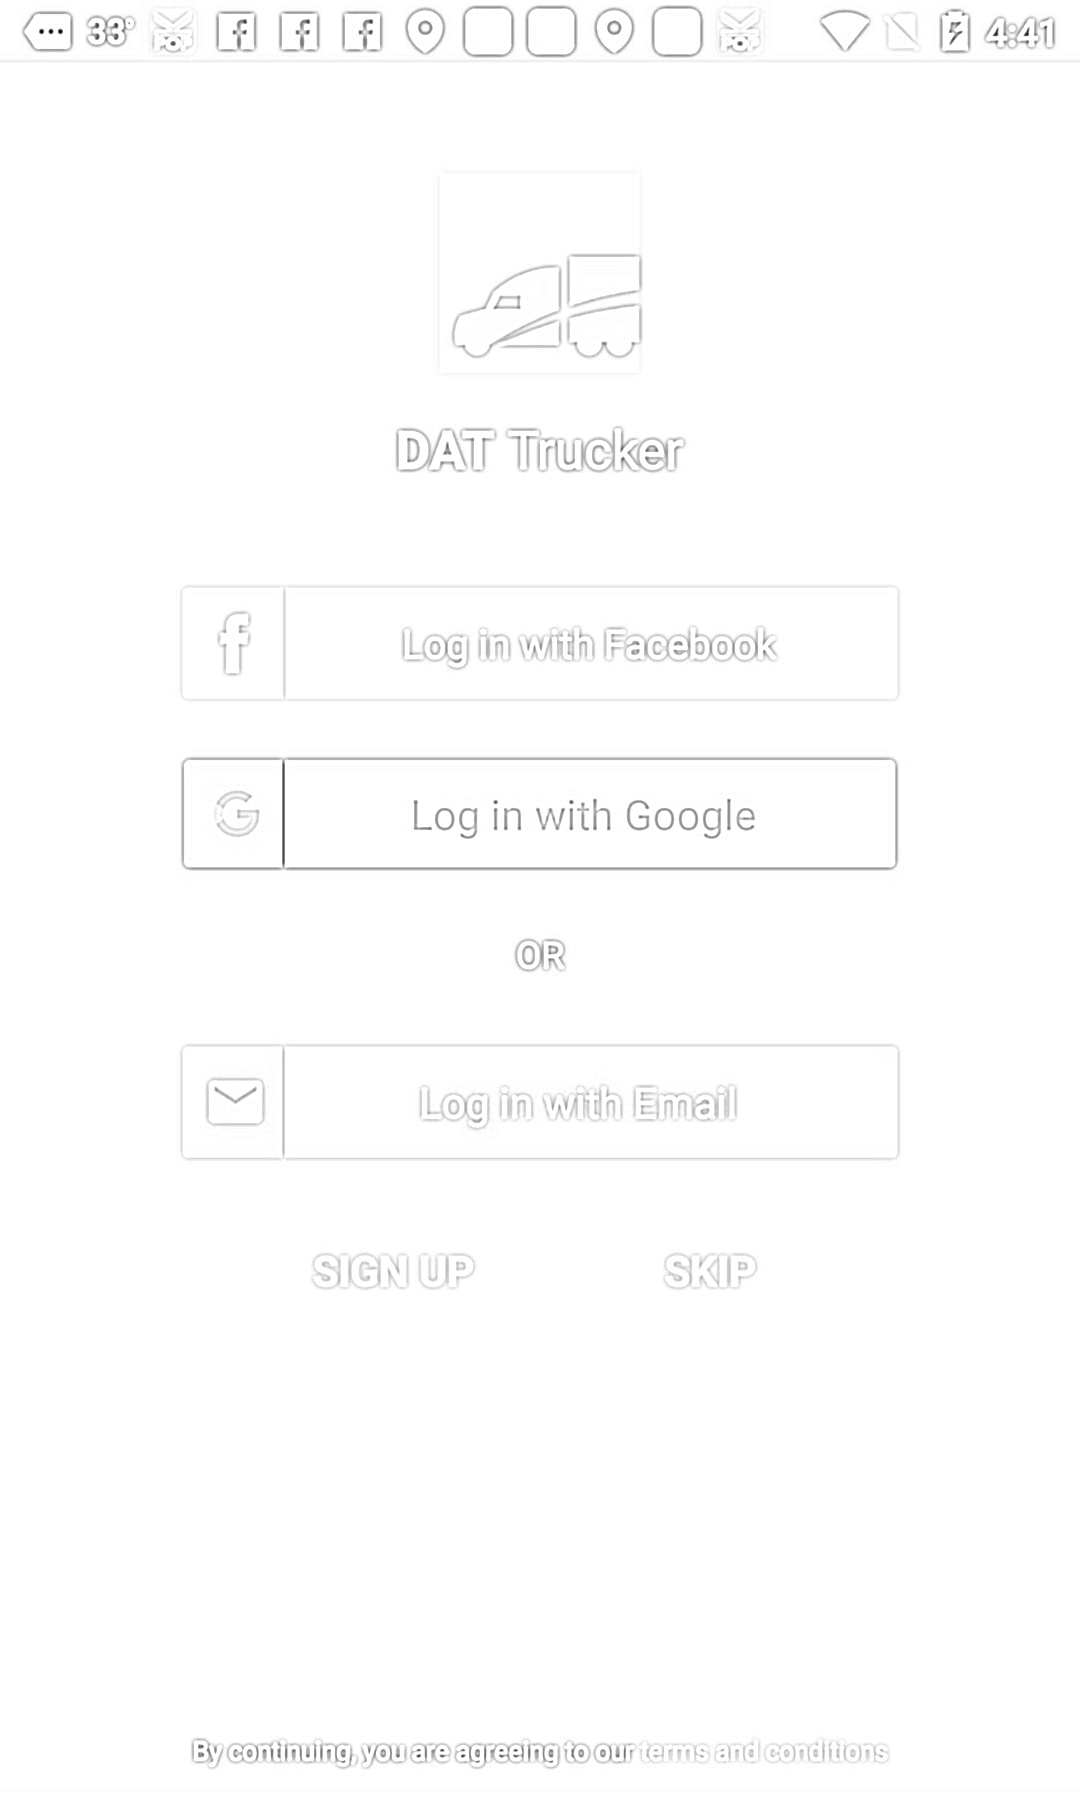 33° 4:41
DAT Trucker
Log in with Facebook
Log in with Google
OR
Log in with Email
SIGN UP SKIP
By continuing, you are agreeing to our terms and conditions